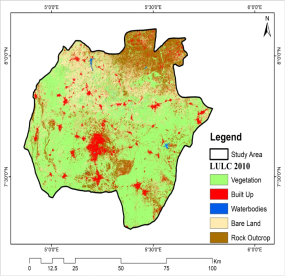 5°0'0"E 5°30'0"E
N
8°0'0"N 8°0'0"N
7°30'0"N 7°30'0"N
Legend
LULC 2010
Study Area
Vegetation
Built Up
Waterbodies
Bare Land
Rock Outcrop
5°0'0"E 5°30'0"E
Km
0 12.5 25 50 75 100